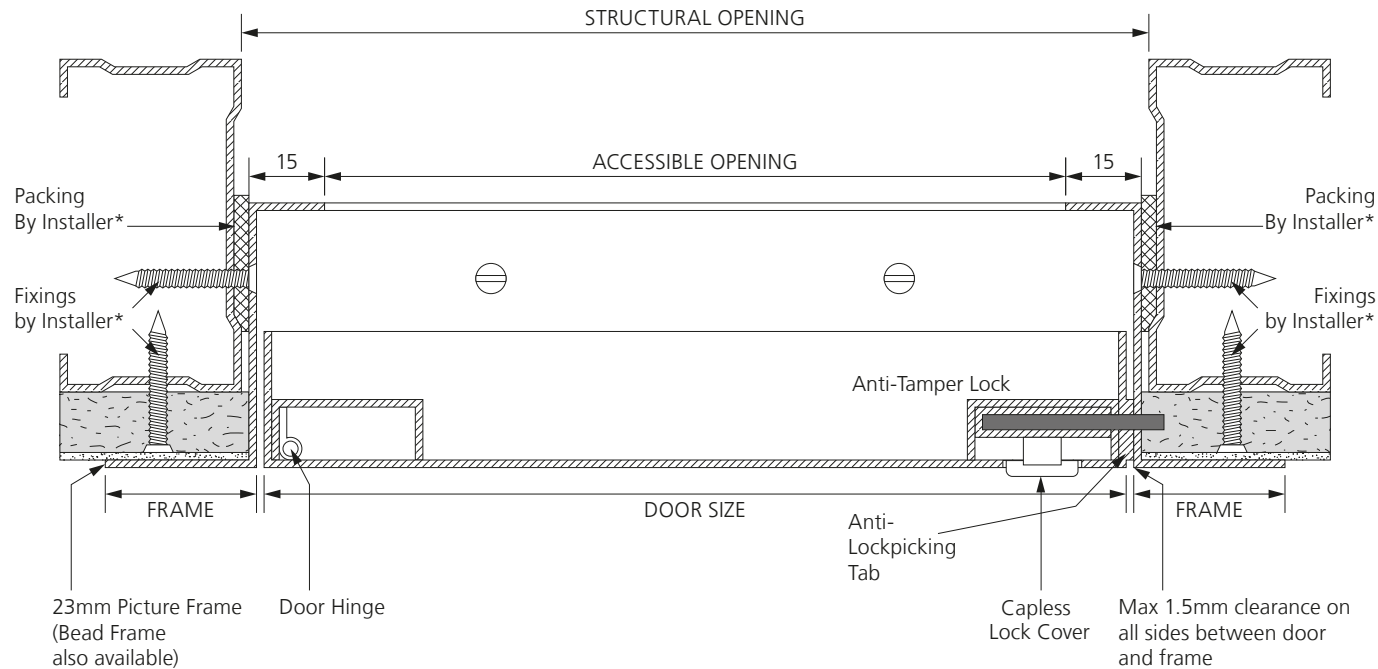 STRUCTURAL OPENING
15
ACCESSIBLE OPENING
15
Packing
By Installer*
Packing
By Installer*
Fixings
by Installer*
Fixings
by Installer*
Anti-Tamper Lock
FRAME
DOOR SIZE
FRAME
Anti-
Lockpicking
Tab
23mm Picture Frame
(Bead Frame
also available)
Door Hinge
Capless
Lock Cover
Max 1.5mm clearance on
all sides between door
and frame